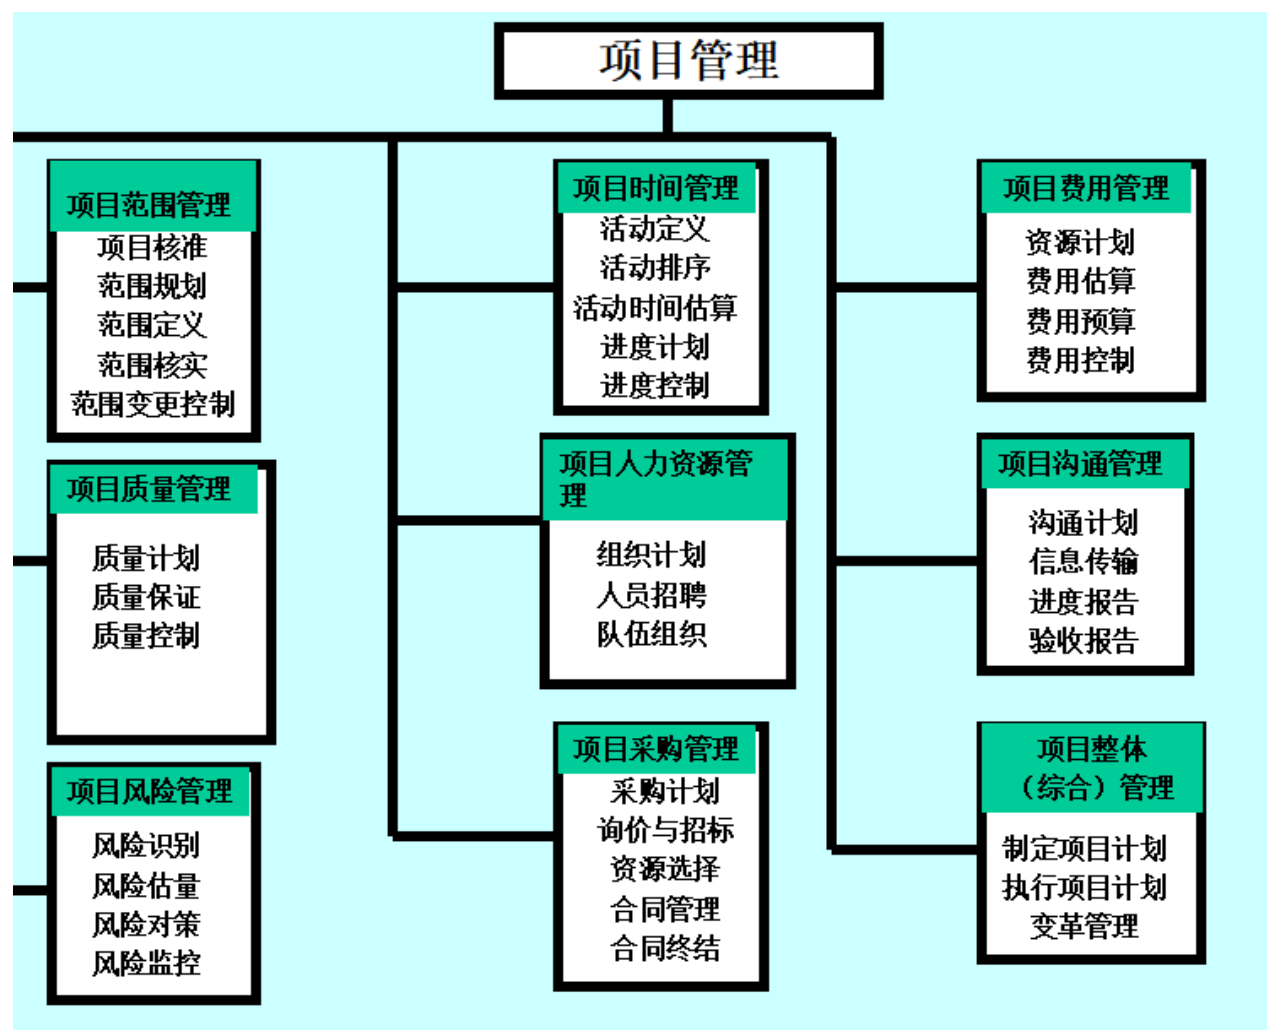 项目管理
项目范围管理
项目核准
范围规划
范围定义
范围核实
范围变更控制
项目时间管理
活动定义
活动排序
活动时间估算
进度计划
进度控制
项目费用管理
资源计划
费用估算
费用预算
费用控制
项目质量管理
质量计划
质量保证
质量控制
项目人力资源管
理
组织计划
人员招聘
队伍组织
项目沟通管理
沟通计划
信息传输
进度报告
验收报告
项目风险管理
风险识别
风险估量
风险对策
风险监控
项目采购管理
采购计划
询价与招标
资源选择
合同管理
合同终结
项目整体
（综合）管理
制定项目计划
执行项目计划
变革管理